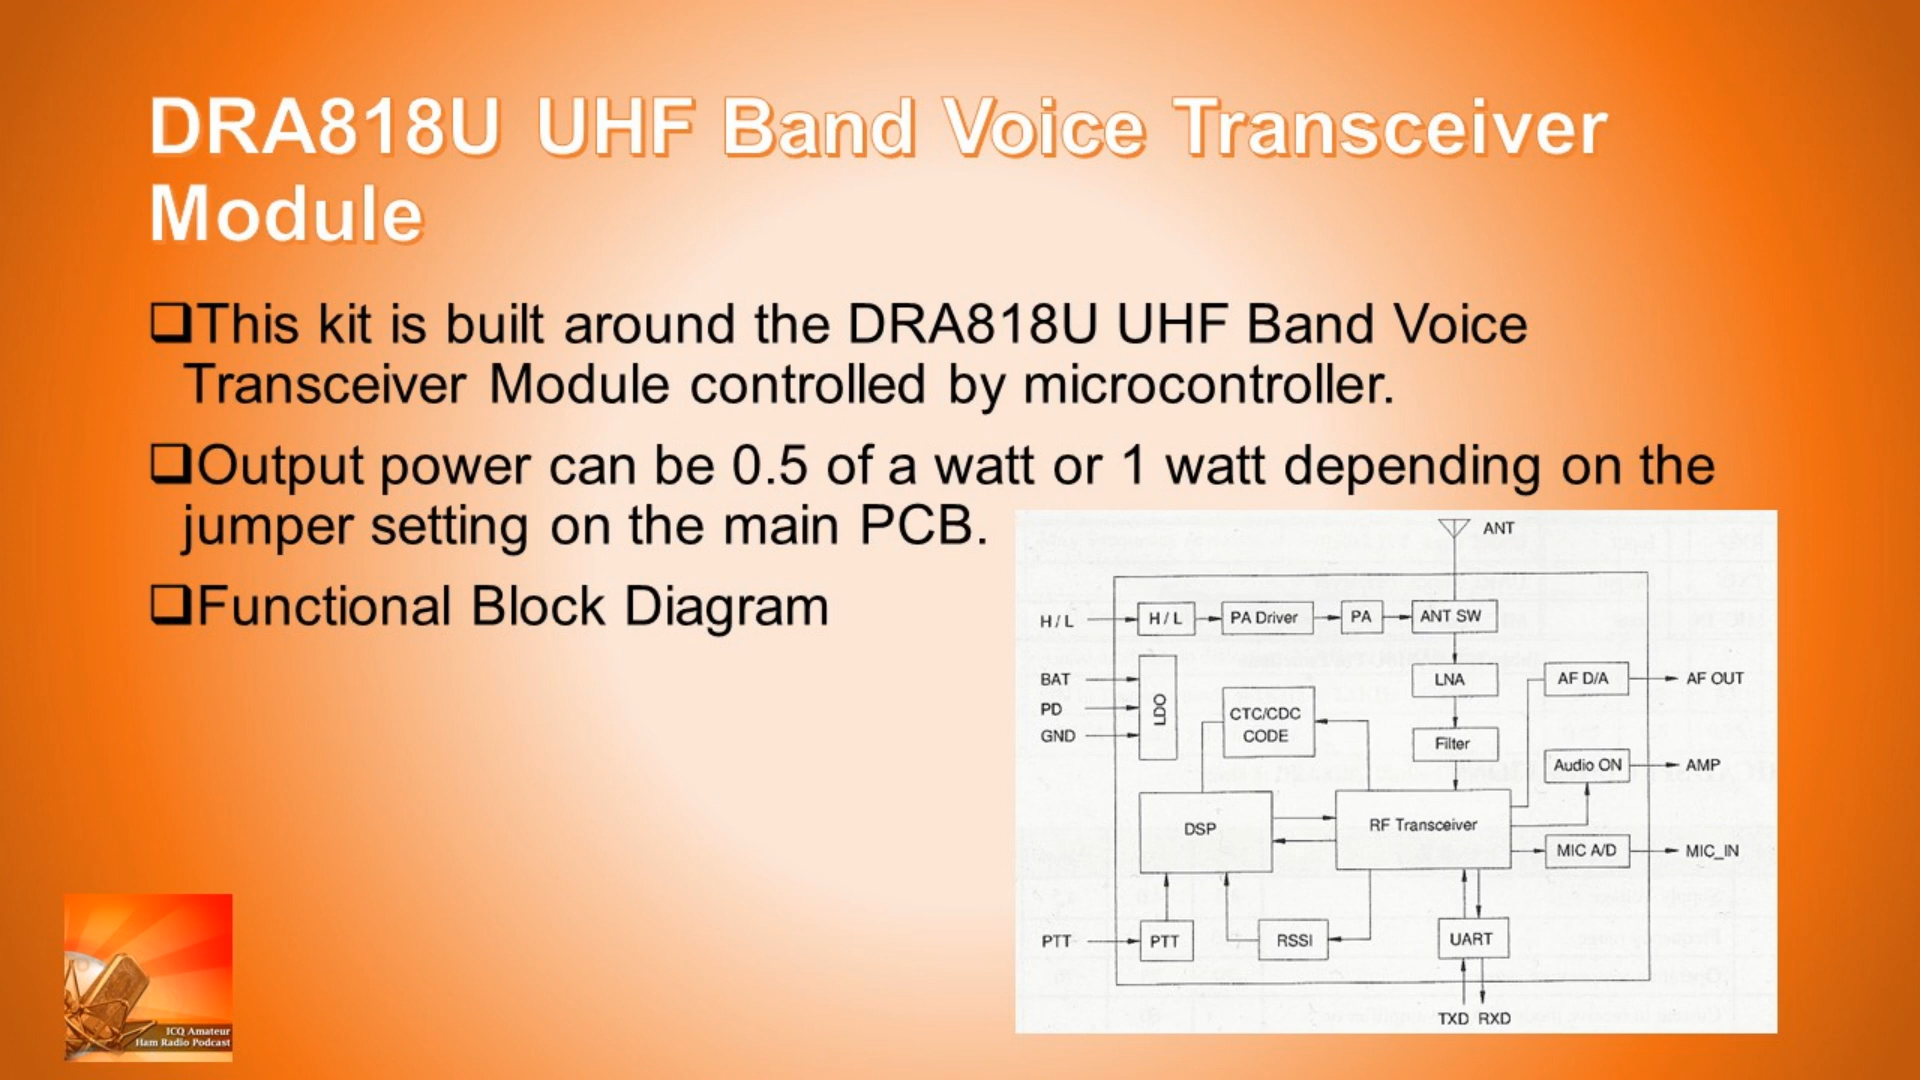 DRA818U UHF Band Voice Transceiver
Module
❑This kit is built around the DRA818U UHF Band Voice
Transceiver Module controlled by microcontroller.
❑Output power can be 0.5 of a watt or 1 watt depending on the
jumper setting on the main PCB.
❑Functional Block Diagram
ANT
H/L H/L PA Driver PA ANT SW
BAT
PD
GND
LDO
CTC/CDC
CODE
LNA
Filter
AF D/A AF OUT
Audio ON AMP
DSP RF Transceiver
MIC A/D MIC_IN
PTT PTT RSSI UART
TXD RXD
ICQ Amateur
Ham Radio Podcast